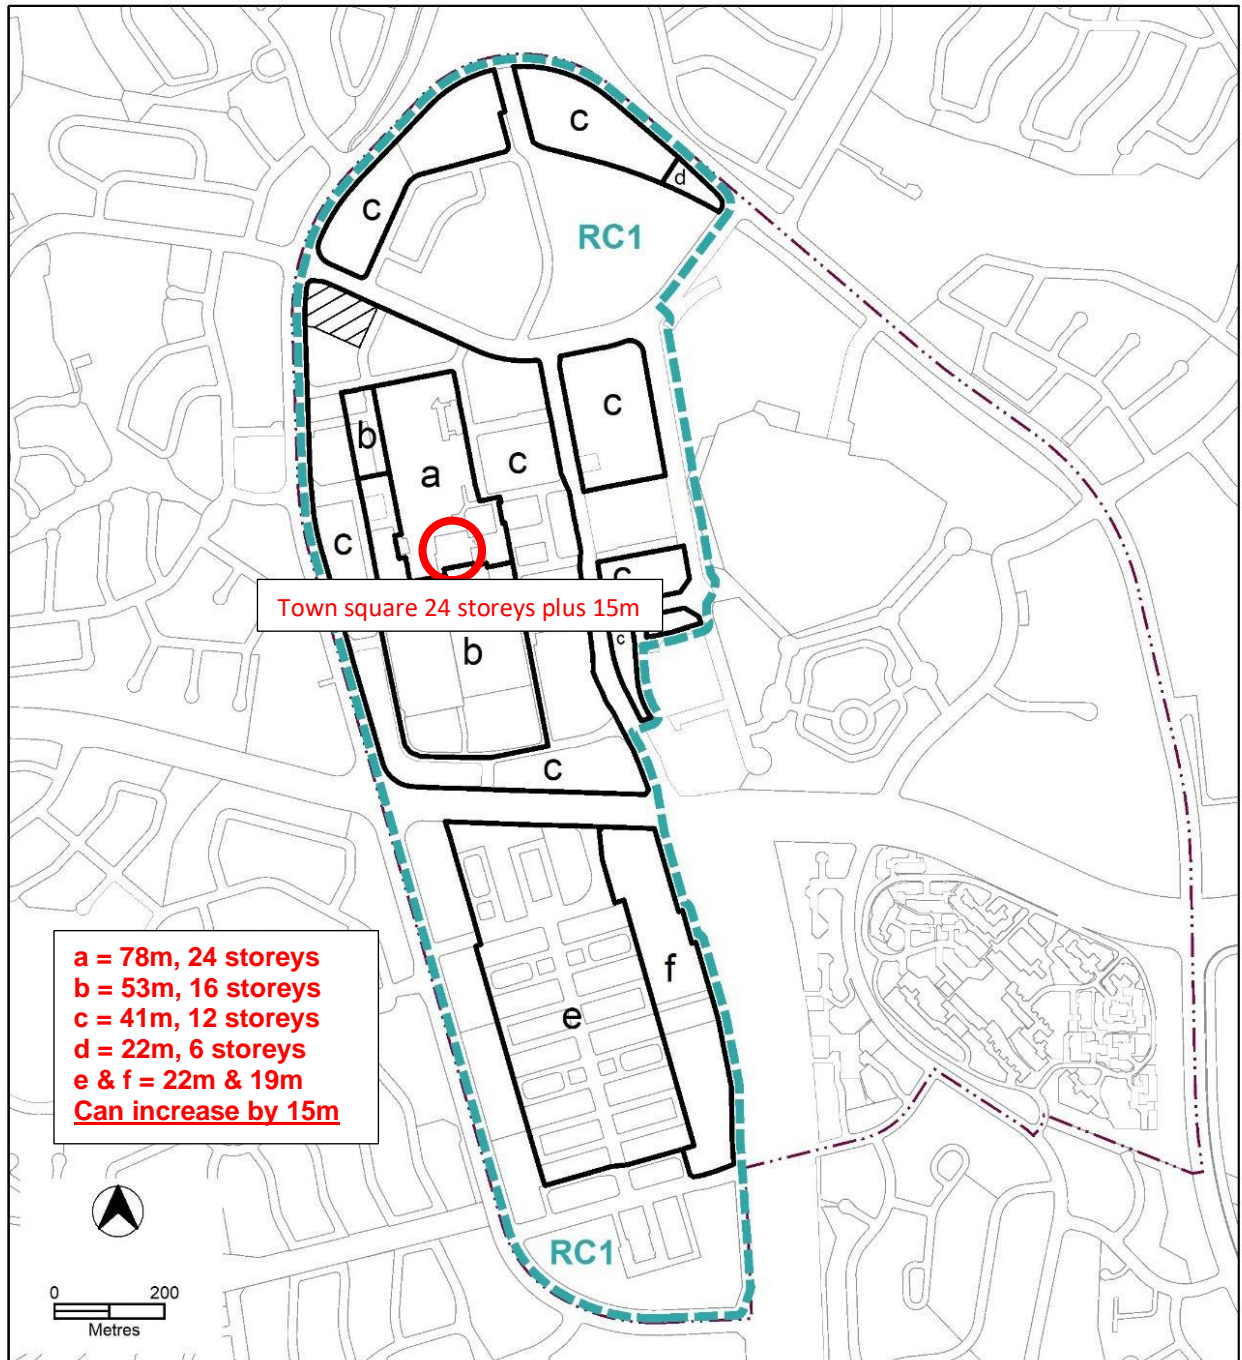 c
d
c
RC1
c
b
a
c
c
c
Town square 24 storeys plus 15m
c
b
c
a = 78m, 24 storeys
b = 53m, 16 storeys
c = 41m, 12 storeys
d = 22m, 6 storeys
e & f = 22m & 19m
Can increase by 15m
f
e
RC1
0 200
Metres